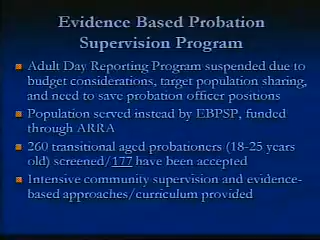 Evidence Based Probation
Supervision Program
Adult Day Reporting Program suspended due to
budget considerations, target population sharing,
and need to save probation officer positions
Population served instead by EBPSP, funded
through ARRA
260 transitional aged probationers (18-25 years
old) screened/177 have been accepted
Intensive community supervision and evidence-
based approaches/curriculum provided